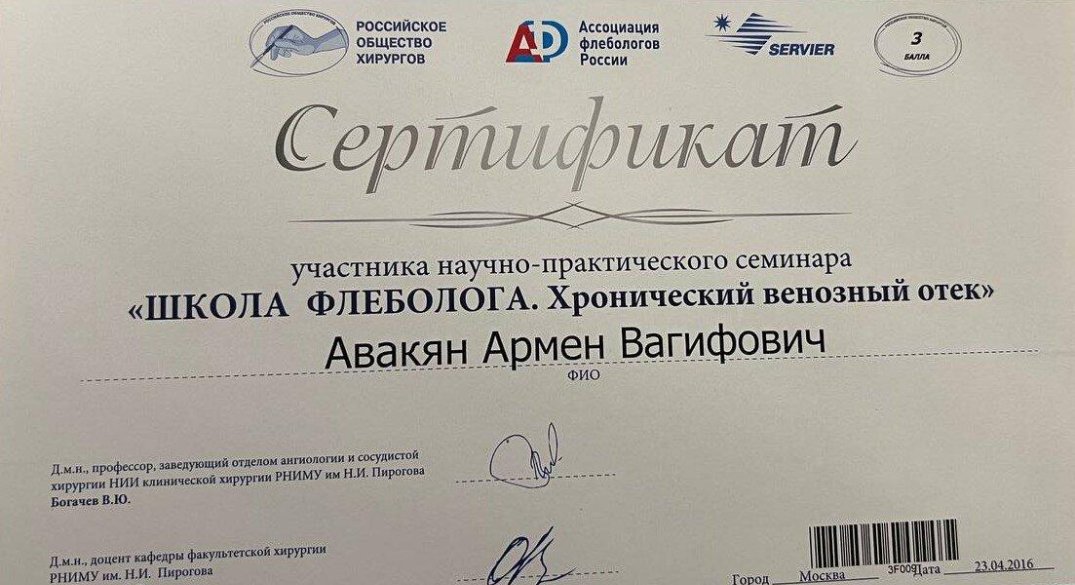 РОССИЙСКОЕ
ОБЩЕСТВО
ХИРУРГОВ
Ассоциация
флебологов
России
SERVIER
3
БАЛЛА
Сертификат
участника научно-практического семинара
«ШКОЛА ФЛЕБОЛОГА. Хронический венозный отек»
Авакян Армен Вагифович
ФИО
Д.м.н., профессор, заведующий отделом ангиологии и сосудистой
хирургии НИИ клинической хирургии РНИМУ им Н.И. Пирогова
Богачев В.Ю.
Д.м.н., доцент кафедры факультетской хирургии
РНИМУ им. Н.И. Пирогова
3F009
Город Москва Дата 23.04.2016